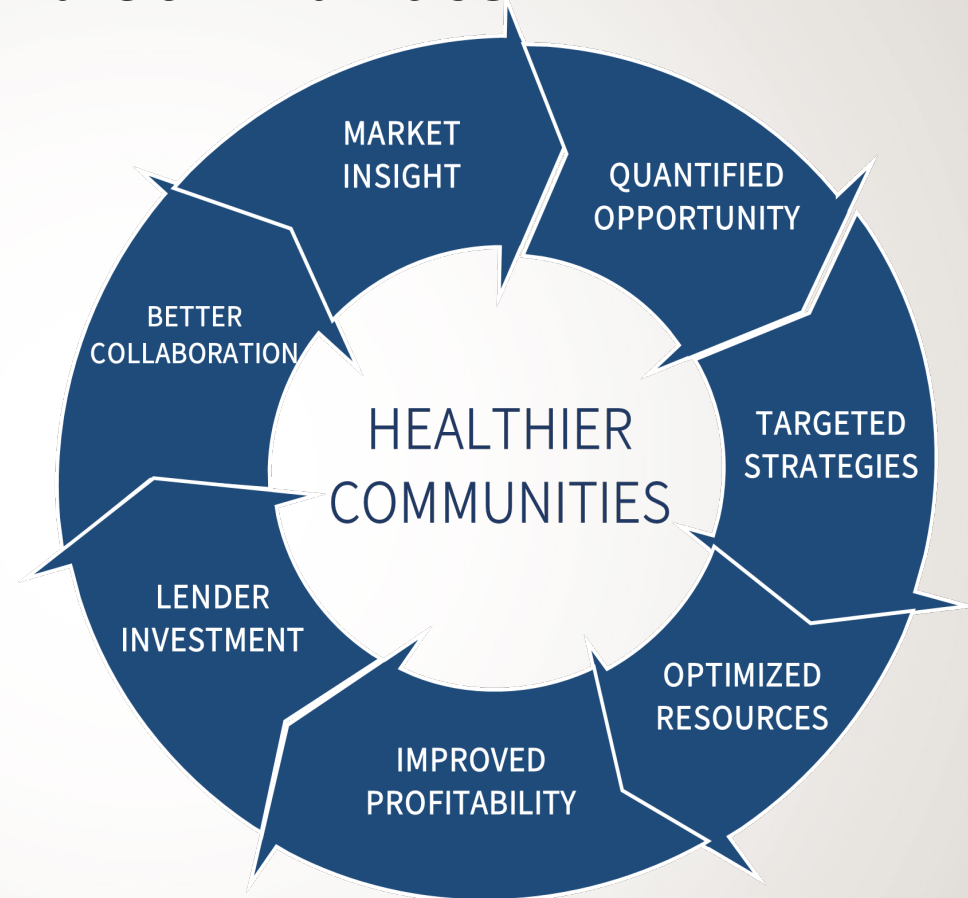 MARKET
INSIGHT
QUANTIFIED
OPPORTUNITY
TARGETED
STRATEGIES
OPTIMIZED
RESOURCES
IMPROVED
PROFITABILITY
LENDER
INVESTMENT
BETTER
COLLABORATION
HEALTHIER
COMMUNITIES